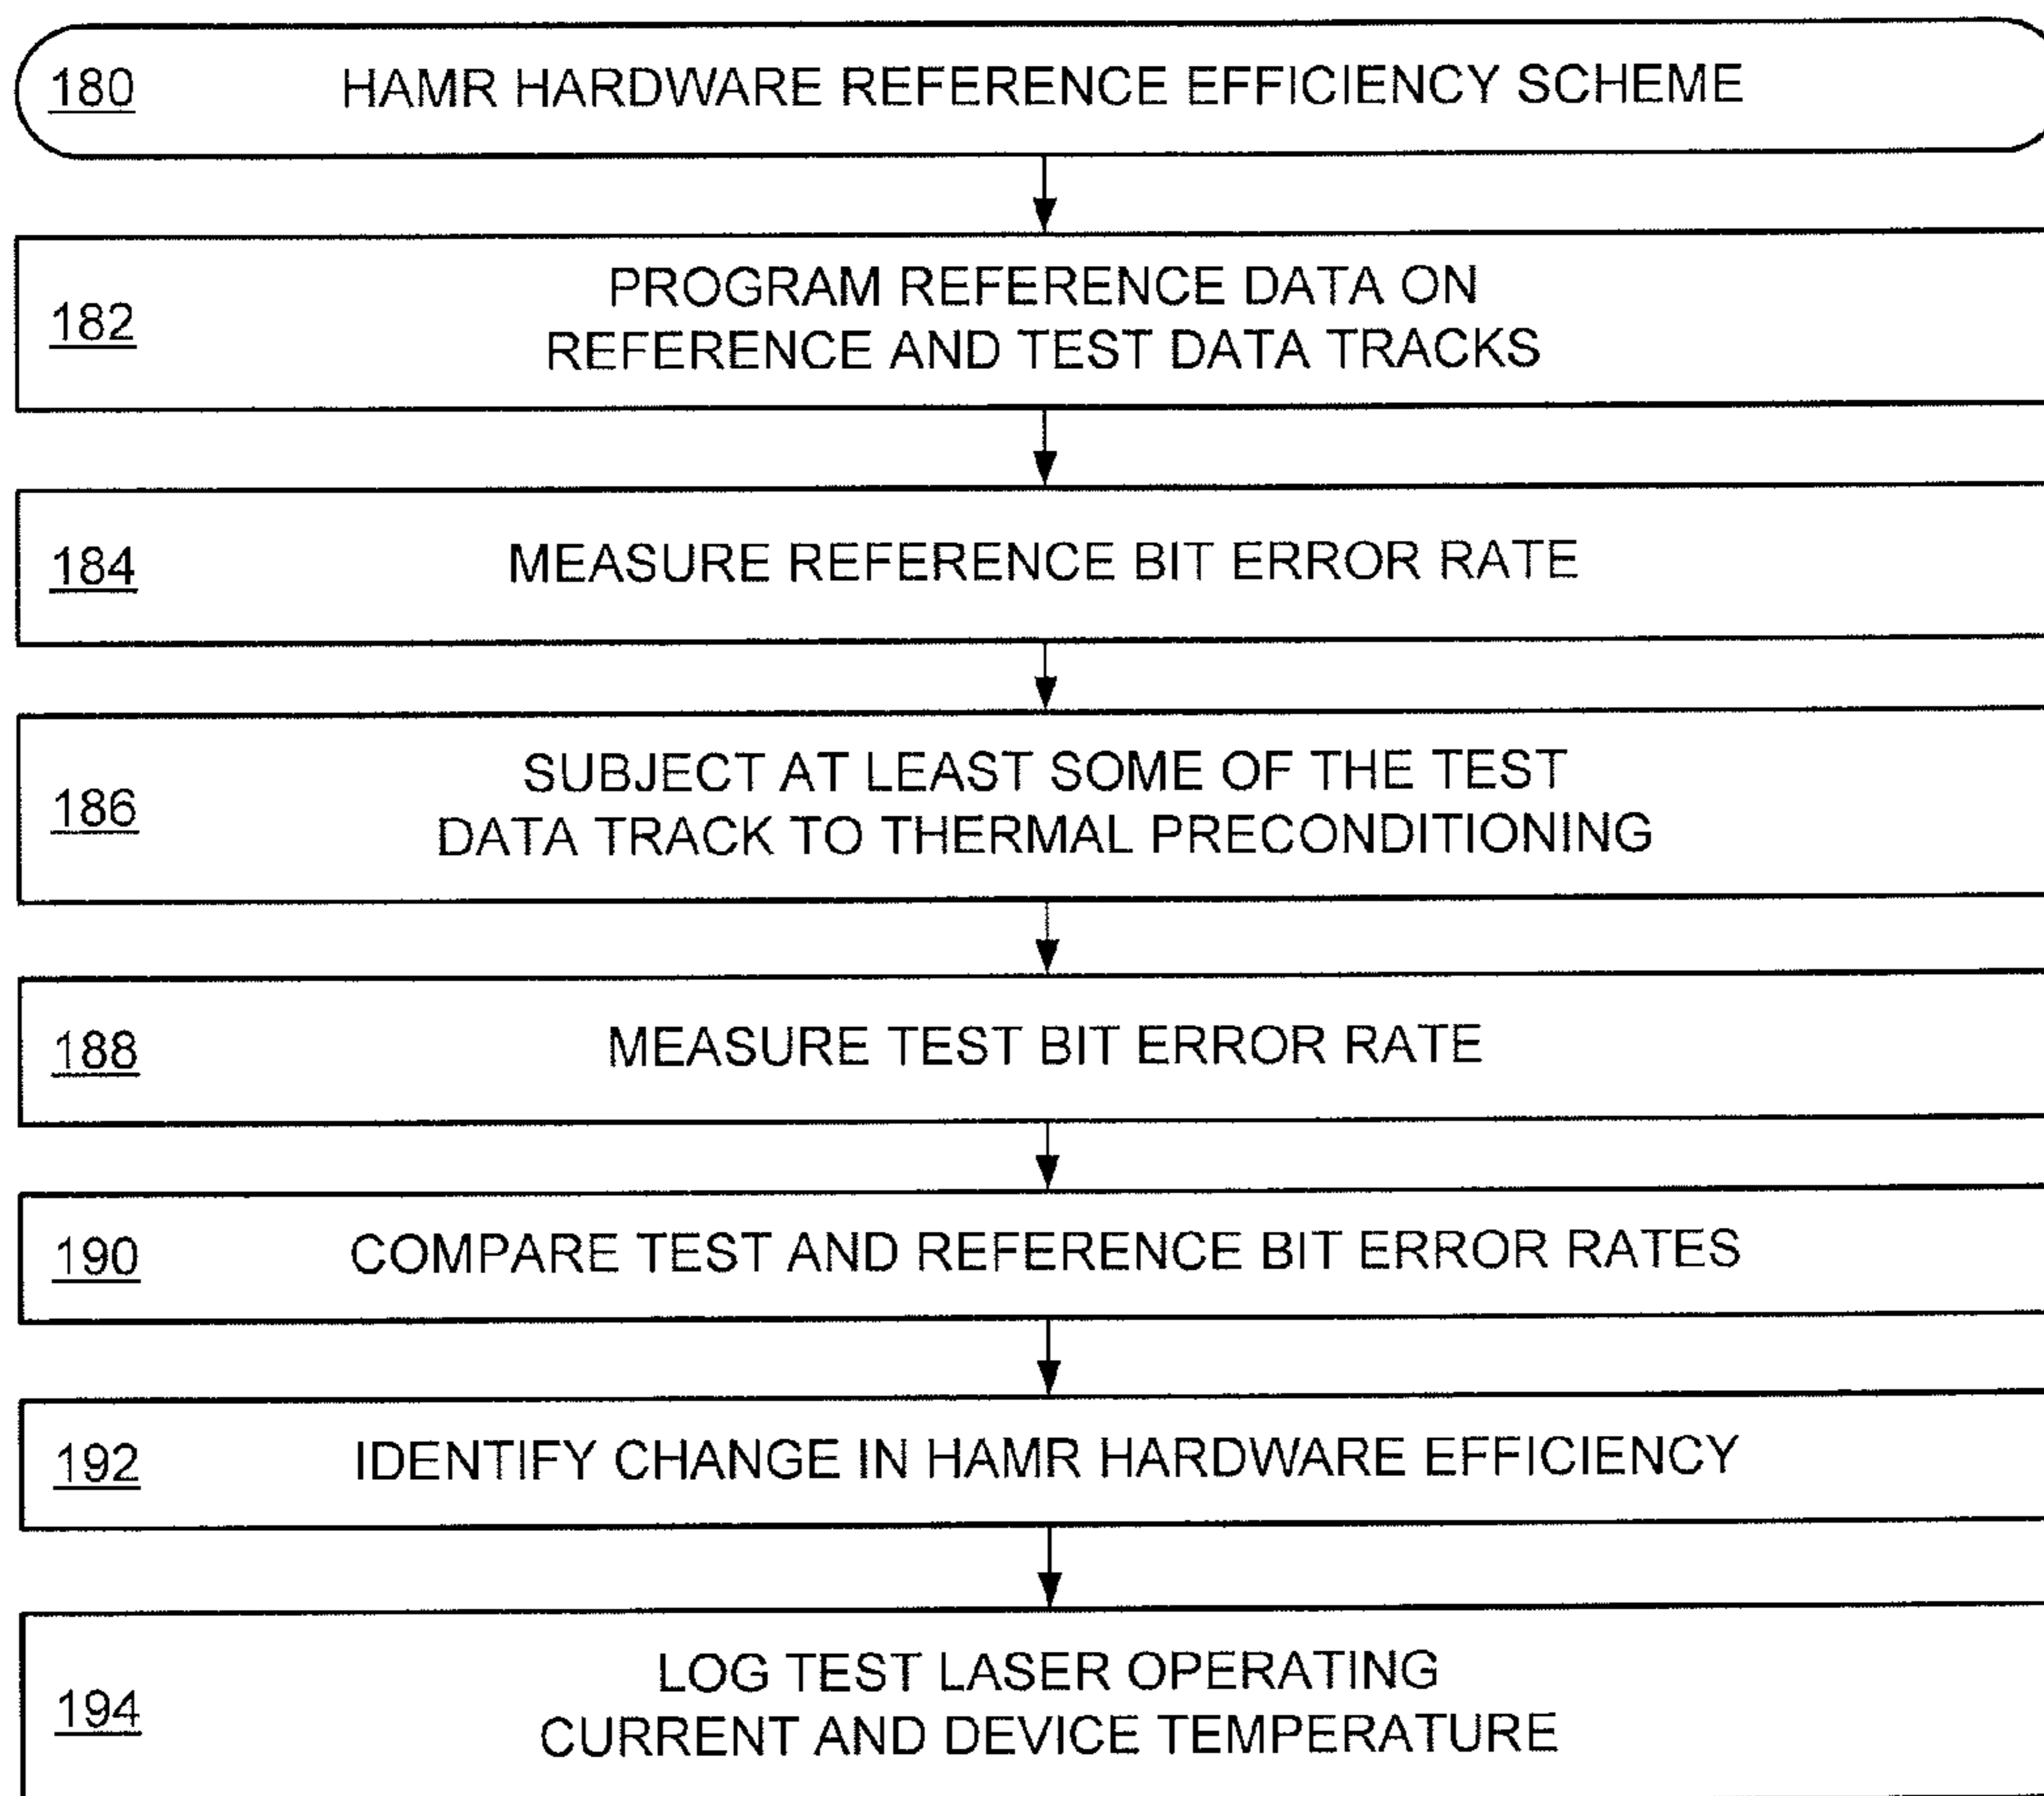 180 HAMR HARDWARE REFERENCE EFFICIENCY SCHEME
182 PROGRAM REFERENCE DATA ON
REFERENCE AND TEST DATA TRACKS
184 MEASURE REFERENCE BIT ERROR RATE
186 SUBJECT AT LEAST SOME OF THE TEST
DATA TRACK TO THERMAL PRECONDITIONING
188 MEASURE TEST BIT ERROR RATE
190 COMPARE TEST AND REFERENCE BIT ERROR RATES
192 IDENTIFY CHANGE IN HAMR HARDWARE EFFICIENCY
194 LOG TEST LASER OPERATING
CURRENT AND DEVICE TEMPERATURE